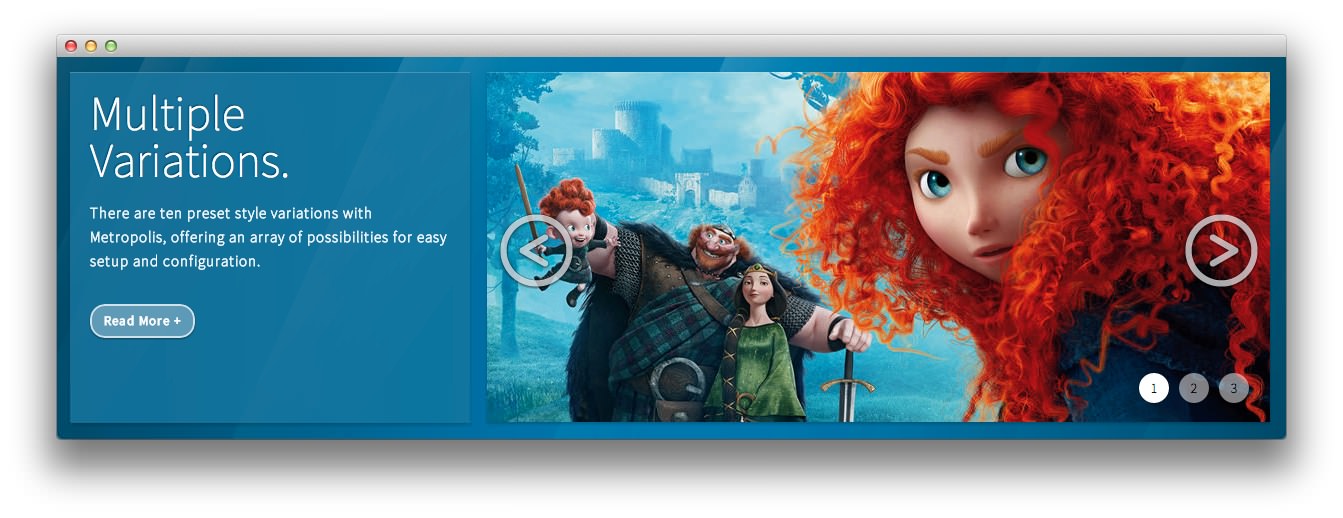 Multiple
Variations.
There are ten preset style variations with
Metropolis, offering an array of possibilities for easy
setup and configuration.
Read More +
1 2 3